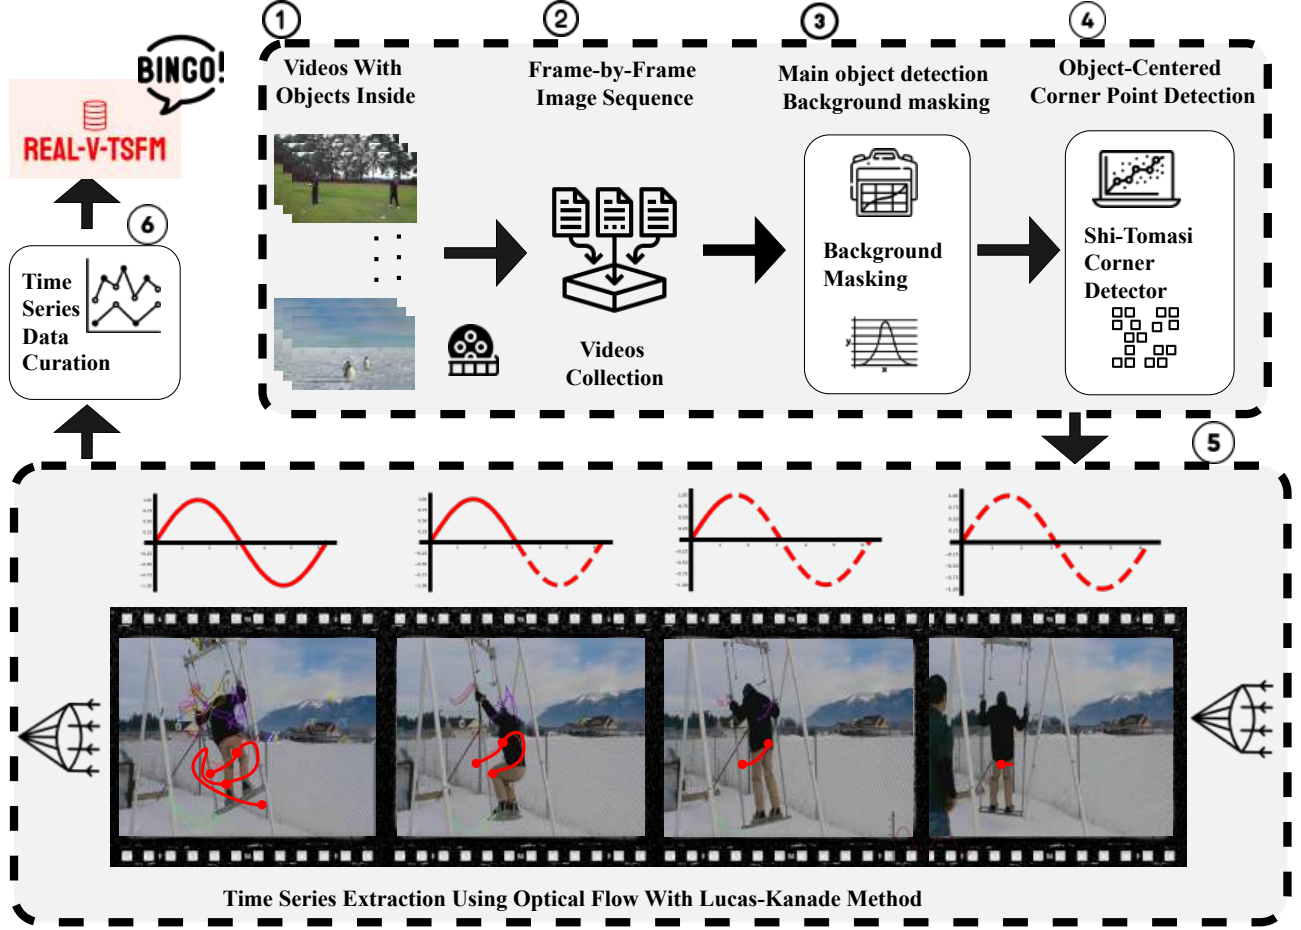 1
2
3
4
Videos With
Objects Inside
Frame-by-Frame
Image Sequence
Main object detection
Background masking
Object-Centered
Corner Point Detection
BINGO!
REAL-V-TSFM
6
Time
Series
Data
Curation
Videos
Collection
Background
Masking
y
x
Shi-Tomasi
Corner
Detector
5
Time Series Extraction Using Optical Flow With Lucas-Kanade Method